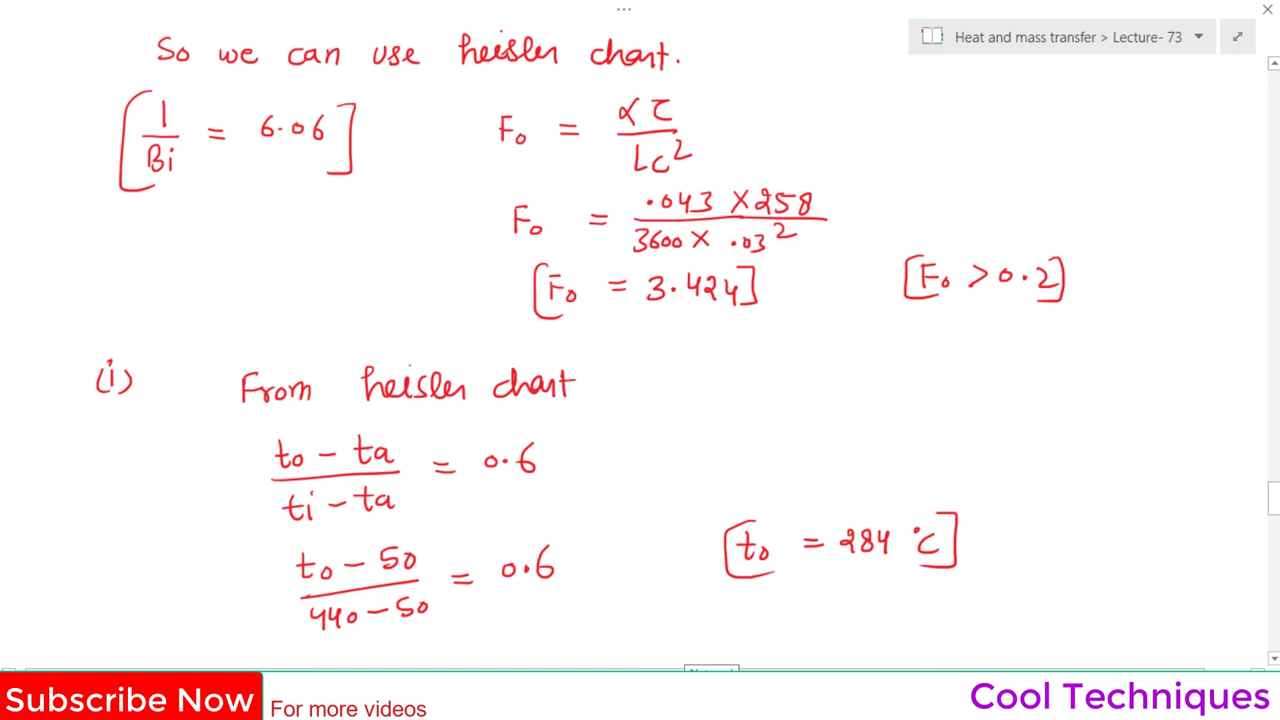 ...
Heat and mass transfer > Lecture- 73
So we can use heisler chart.
[1/Bi = 6.06]
Fo = ατ/Lc²
Fo = .043 × 258/3600 × .03²
[Fo = 3.424]
[Fo > 0.2]
(i) From heisler chart
to - ta/ti - ta = 0.6
to - 50/440 - 50 = 0.6
[to = 284 °C]
Subscribe Now
For more videos
Cool Techniques